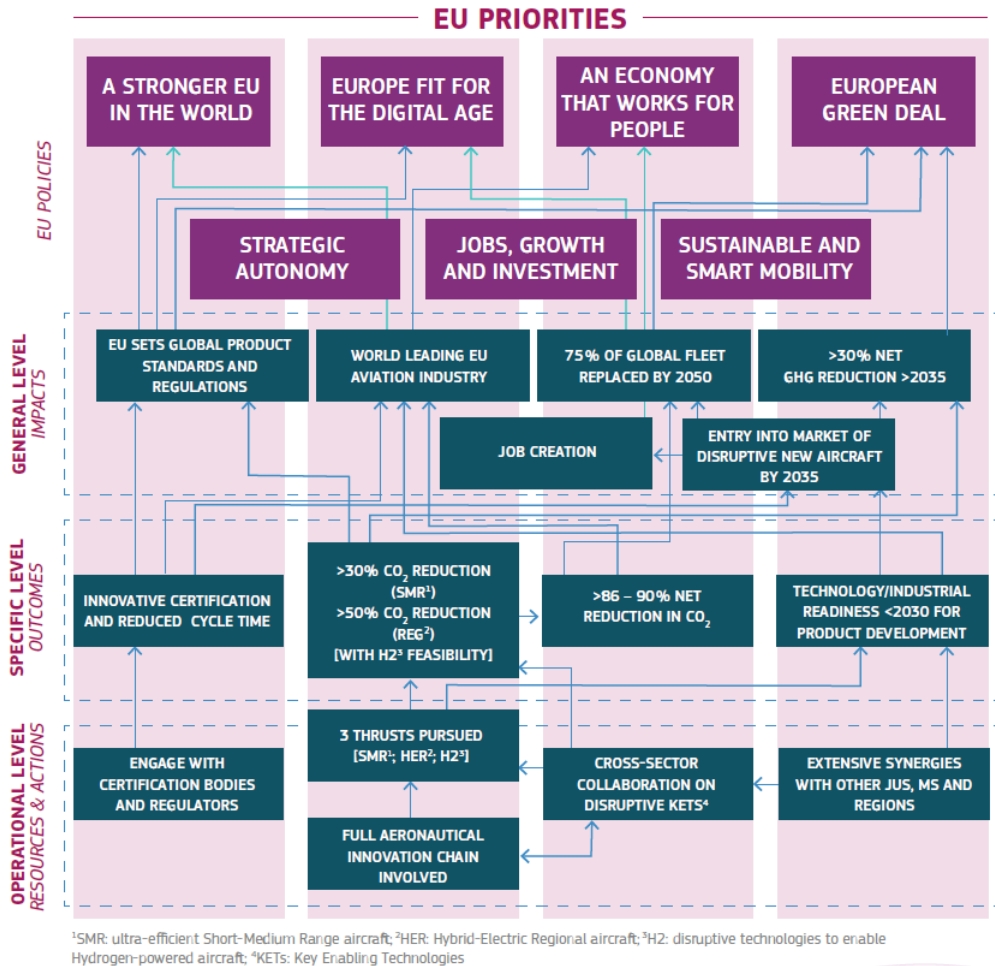 EU PRIORITIES
EU POLICIES
A STRONGER EU
IN THE WORLD
EUROPE FIT FOR
THE DIGITAL AGE
AN ECONOMY
THAT WORKS FOR
PEOPLE
EUROPEAN
GREEN DEAL
STRATEGIC
AUTONOMY
JOBS, GROWTH
AND INVESTMENT
SUSTAINABLE AND
SMART MOBILITY
GENERAL LEVEL
IMPACTS
EU SETS GLOBAL PRODUCT
STANDARDS AND
REGULATIONS
WORLD LEADING EU
AVIATION INDUSTRY
75% OF GLOBAL FLEET
REPLACED BY 2050
>30% NET
GHG REDUCTION >2035
JOB CREATION
ENTRY INTO MARKET OF
DISRUPTIVE NEW AIRCRAFT
BY 2035
SPECIFIC LEVEL
OUTCOMES
INNOVATIVE CERTIFICATION
AND REDUCED CYCLE TIME
>30% CO₂ REDUCTION
(SMR¹)
>50% CO₂ REDUCTION
(REG²)
[WITH H2³ FEASIBILITY]
>86 – 90% NET
REDUCTION IN CO₂
TECHNOLOGY/INDUSTRIAL
READINESS <2030 FOR
PRODUCT DEVELOPMENT
OPERATIONAL LEVEL
RESOURCES & ACTIONS
ENGAGE WITH
CERTIFICATION BODIES
AND REGULATORS
3 THRUSTS PURSUED
[SMR¹; HER²; H2³]
CROSS-SECTOR
COLLABORATION ON
DISRUPTIVE KETS⁴
EXTENSIVE SYNERGIES
WITH OTHER JUS, MS AND
REGIONS
FULL AERONAUTICAL
INNOVATION CHAIN
INVOLVED
¹SMR: ultra-efficient Short-Medium Range aircraft; ²HER: Hybrid-Electric Regional aircraft; ³H2: disruptive technologies to enable
Hydrogen-powered aircraft; ⁴KETs: Key Enabling Technologies